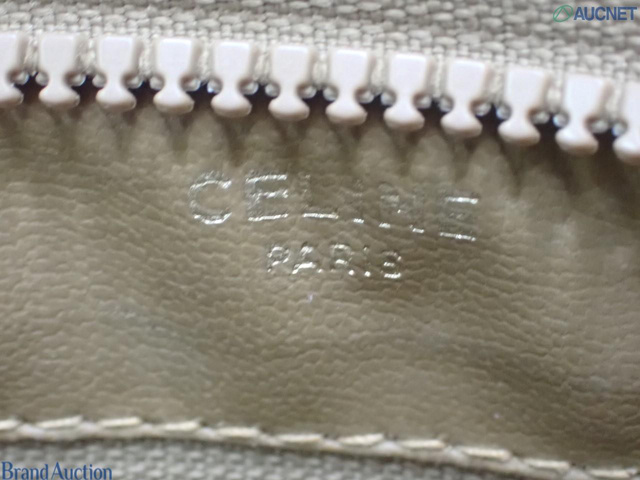 AUCNET
CELINE
PARIS
Brand Auction